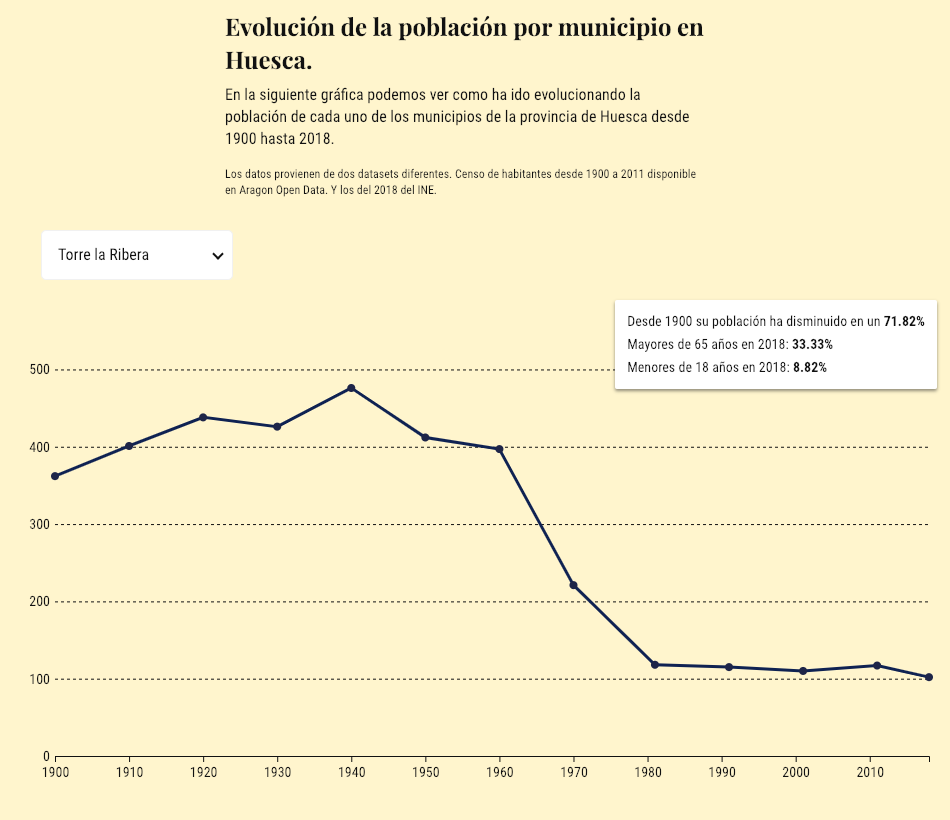 Evolución de la población por municipio en
Huesca.
En la siguiente gráfica podemos ver como ha ido evolucionando la
población de cada uno de los municipios de la provincia de Huesca desde
1900 hasta 2018.
Los datos provienen de dos datasets diferentes. Censo de habitantes desde 1900 a 2011 disponible
en Aragon Open Data. Y los del 2018 del INE.
Torre la Ribera
Desde 1900 su población ha disminuido en un 71.82%
Mayores de 65 años en 2018: 33.33%
Menores de 18 años en 2018: 8.82%
500
400
300
200
100
0
1900 1910 1920 1930 1940 1950 1960 1970 1980 1990 2000 2010